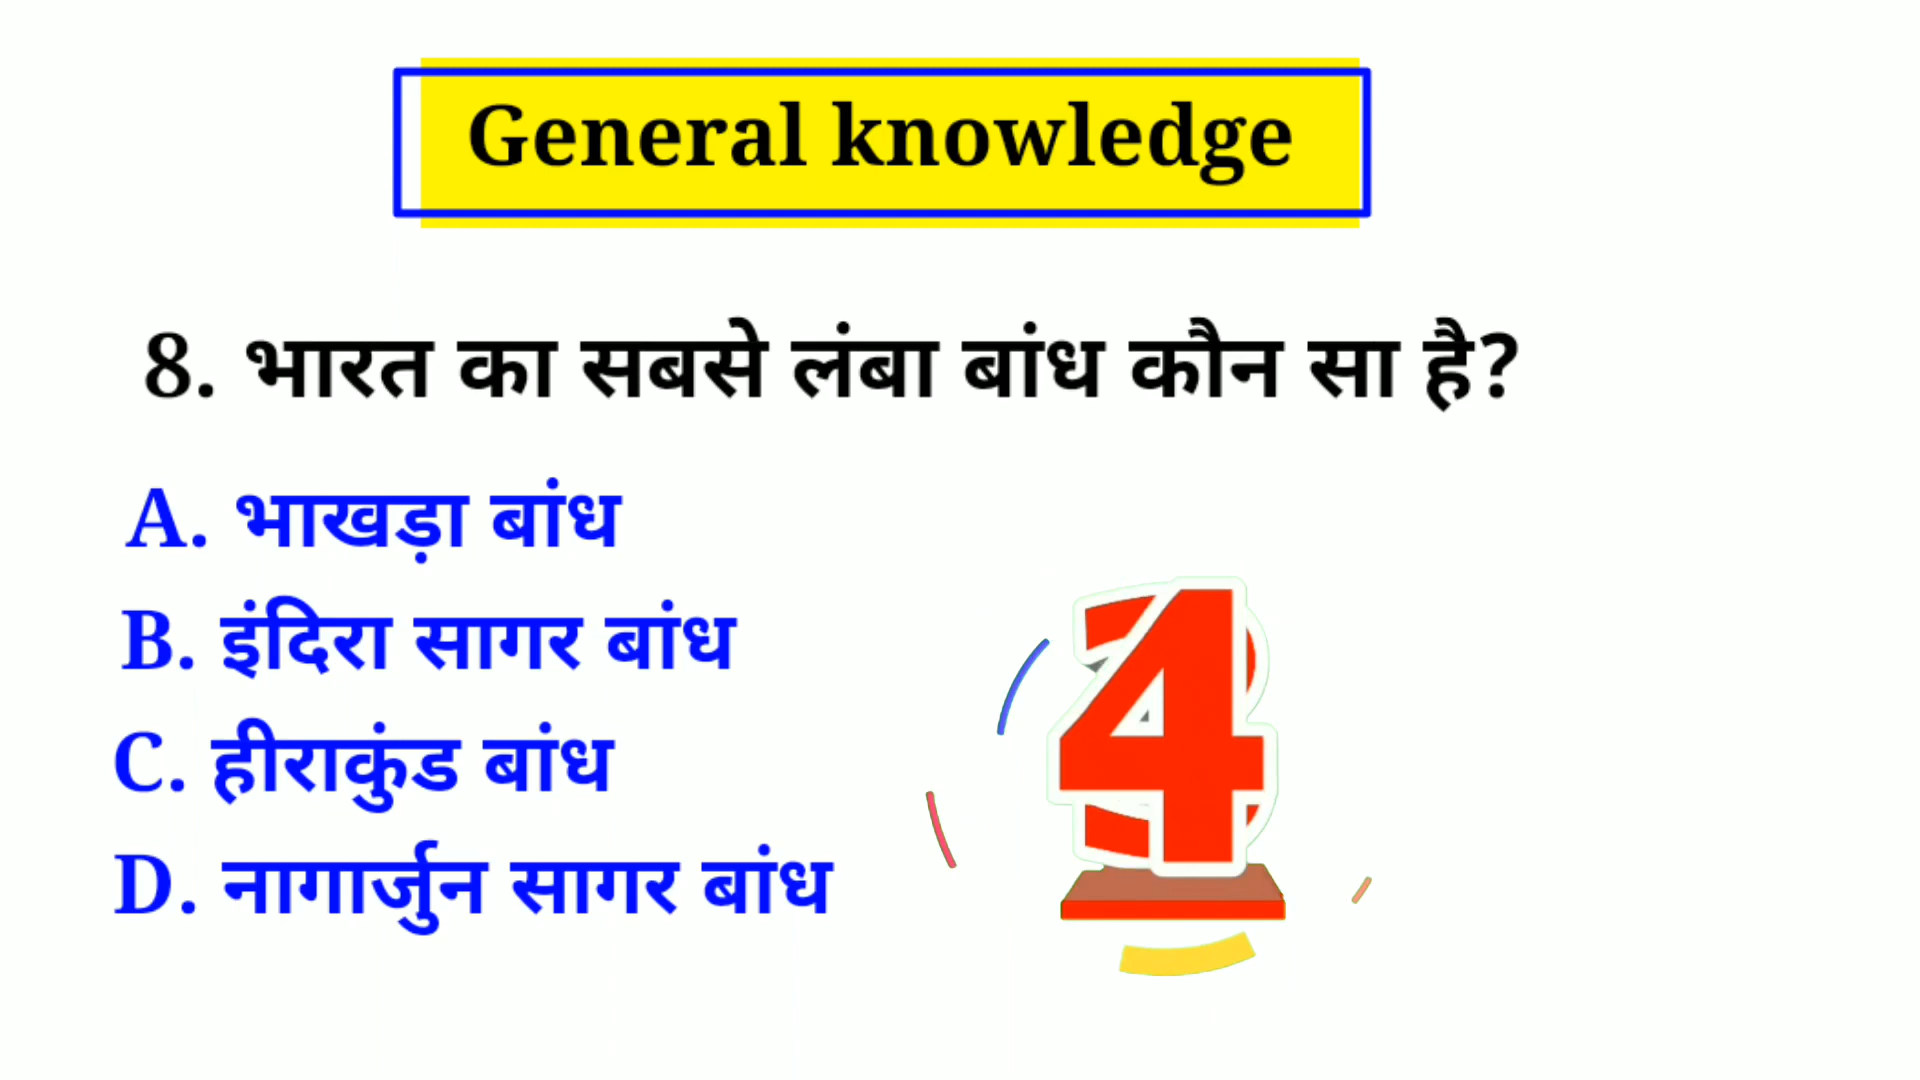 General knowledge
8. भारत का सबसे लंबा बांध कौन सा है?
A. भाखड़ा बांध
B. इंदिरा सागर बांध
C. हीराकुंड बांध
D. नागार्जुन सागर बांध
4